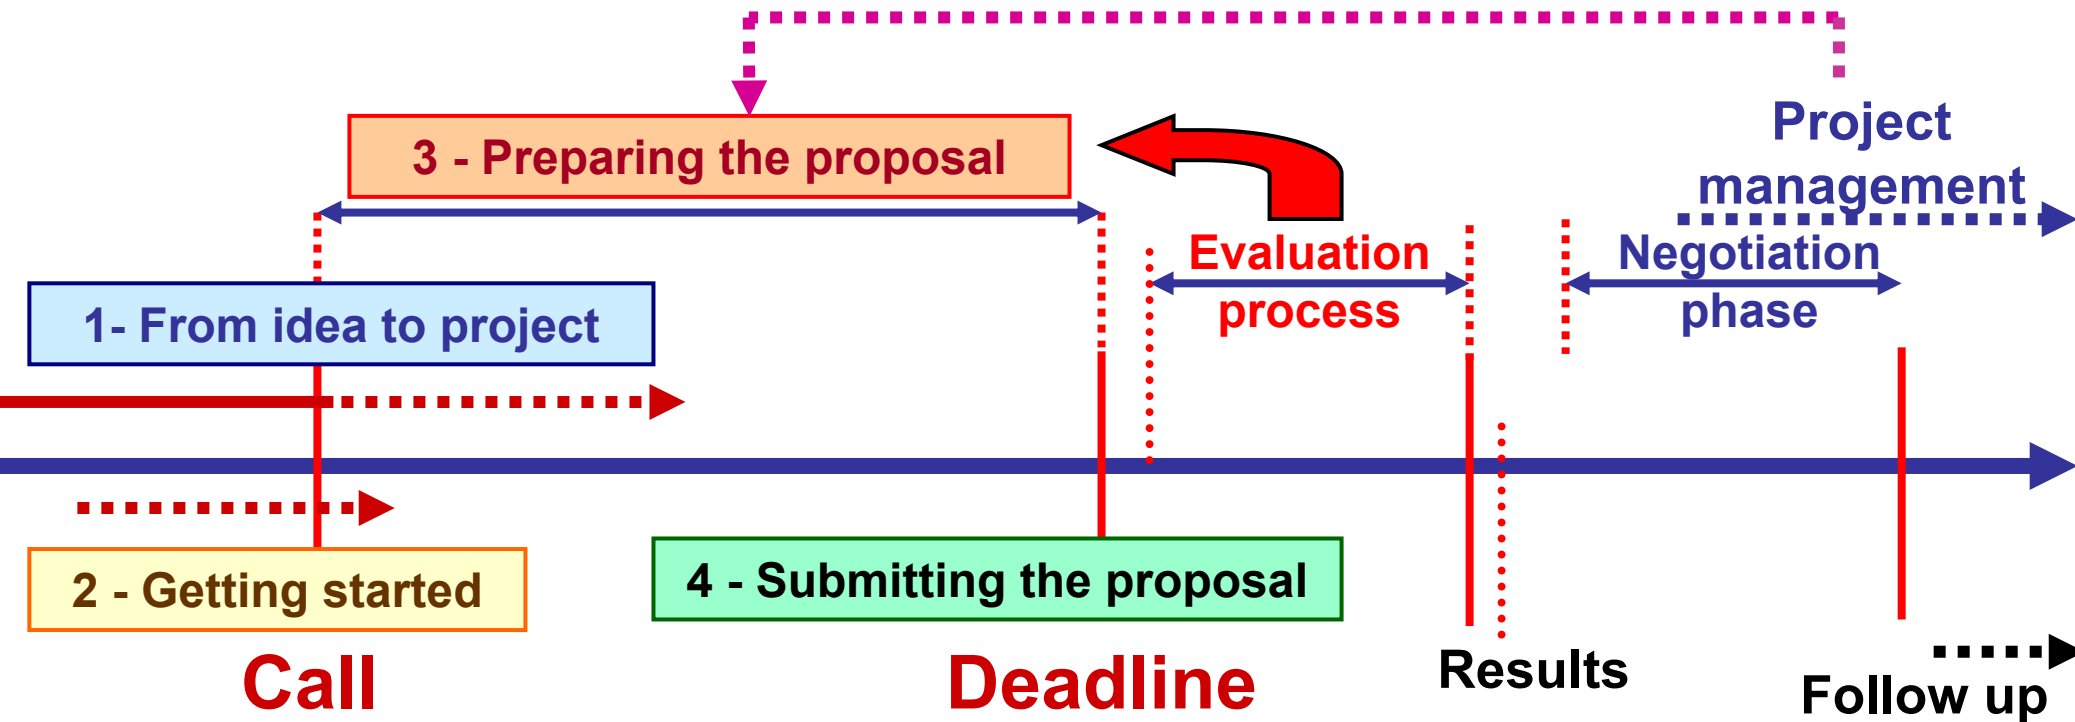 Project
management
3 - Preparing the proposal
Evaluation
process
Negotiation
phase
1- From idea to project
2 - Getting started
4 - Submitting the proposal
Call
Deadline
Results
Follow up